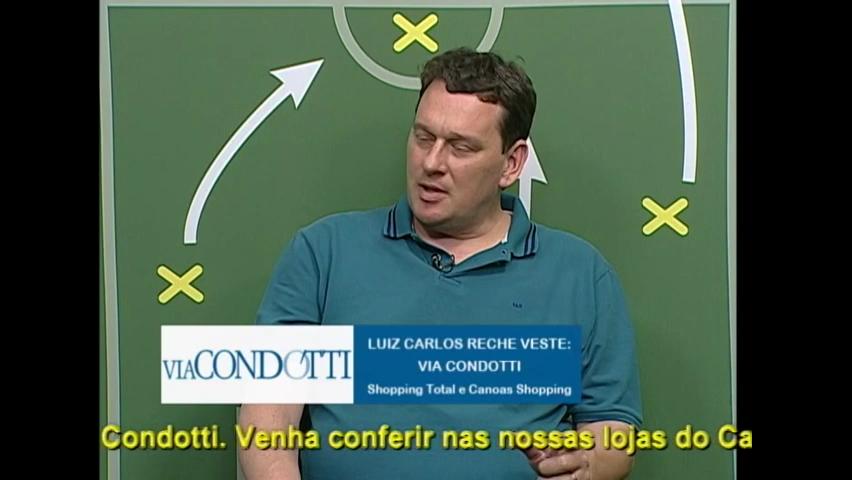 VIACONDOTTI
LUIZ CARLOS RECHE VESTE:
VIA CONDOTTI
Shopping Total e Canoas Shopping
Condotti. Venha conferir nas nossas lojas do Ca